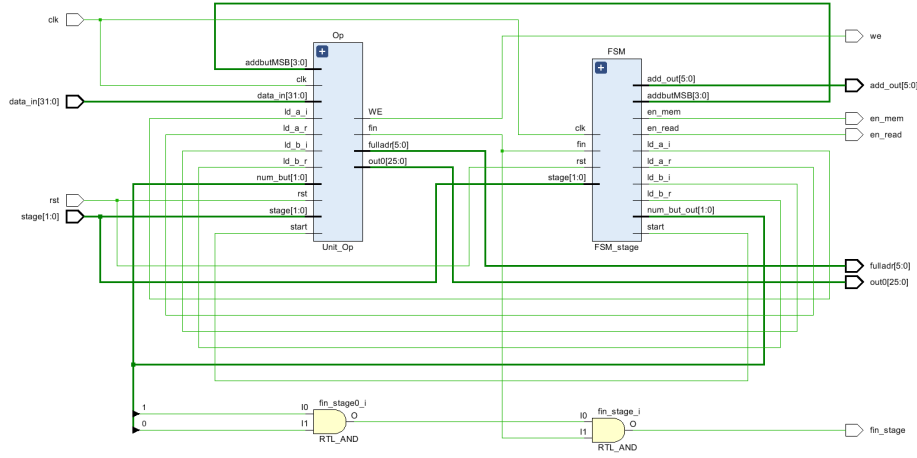 clk
data_in[31:0]
rst
stage[1:0]
Op
addbutMSB[3:0]
clk
data_in[31:0]
ld_a_i
ld_a_r
ld_b_i
ld_b_r
num_but[1:0]
rst
stage[1:0]
start
WE
fin
fulladr[5:0]
out0[25:0]
Unit_Op
FSM
clk
fin
rst
stage[1:0]
add_out[5:0]
addbutMSB[3:0]
en_mem
en_read
ld_a_i
ld_a_r
ld_b_i
ld_b_r
num_but_out[1:0]
start
FSM_stage
we
add_out[5:0]
en_mem
en_read
fulladr[5:0]
out0[25:0]
1
0
fin_stage0_i
I0
I1
O
RTL_AND
fin_stage_i
I0
I1
O
RTL_AND
fin_stage